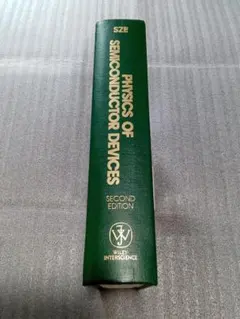 SZE
PHYSICS OF
SEMICONDUCTOR DEVICES
SECOND
EDITION
WILEY-
INTERSCIENCE